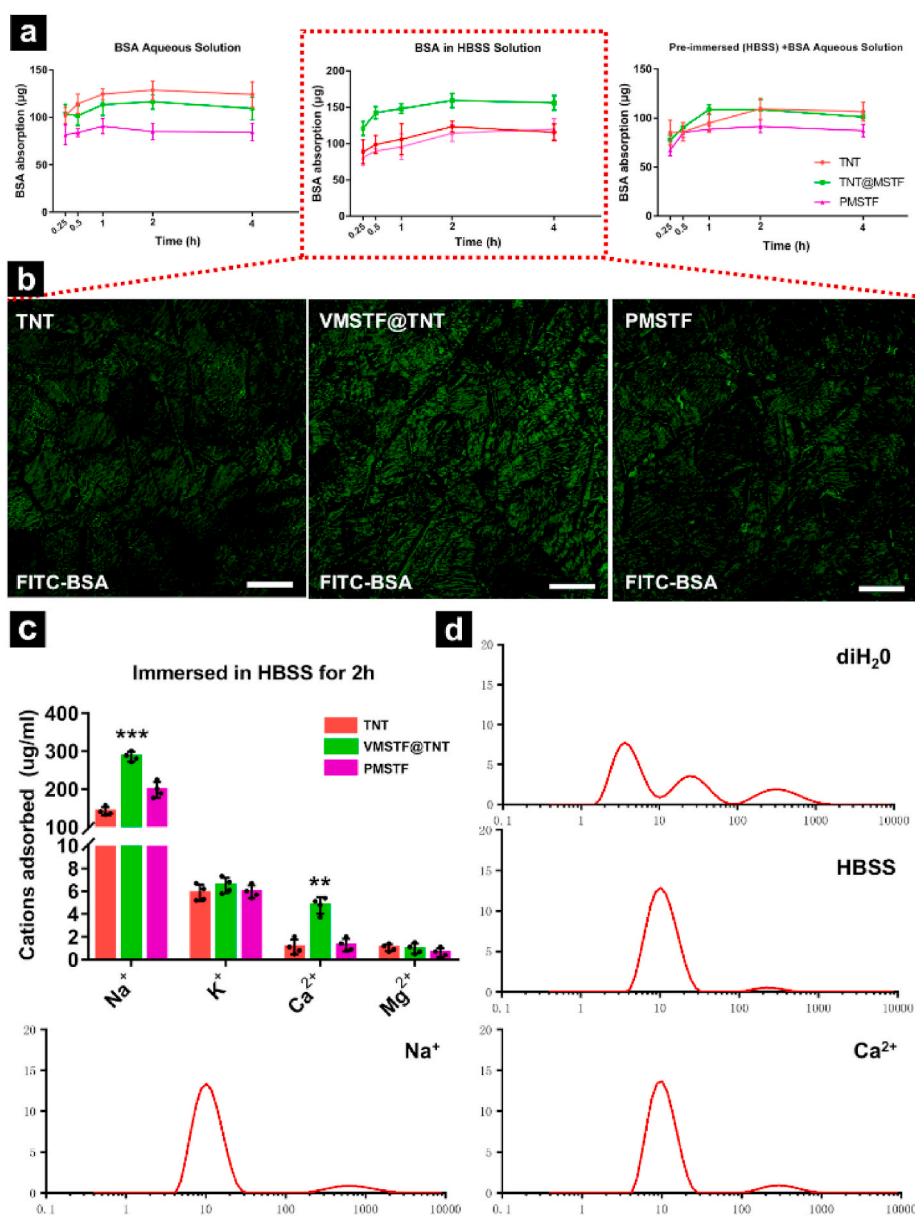 a
BSA Aqueous Solution
BSA absorption (µg)
150
100
50
0
0.25
0.5
1
2
4
Time (h)
BSA in HBSS Solution
BSA absorption (µg)
200
150
100
50
0
0.25
0.5
1
2
4
Time (h)
Pre-immersed (HBSS) +BSA Aqueous Solution
BSA absorption (µg)
150
100
50
0
TNT
TNT@MSTF
PMSTF
0.25
0.5
1
2
4
Time (h)
b
TNT
FITC-BSA
VMSTF@TNT
FITC-BSA
PMSTF
FITC-BSA
c
Immersed in HBSS for 2h
Cations adsorbed (ug/ml)
400
300
200
100
10
8
6
4
2
0
***
**
TNT
VMSTF@TNT
PMSTF
Na+
K+
Ca2+
Mg2+
d
diH20
20
15
10
5
0
0.1
1
10
100
1000
10000
HBSS
20
15
10
5
0
0.1
1
10
100
1000
10000
Na+
20
15
10
5
0
0.1
1
10
100
1000
10000
Ca2+
20
15
10
5
0
0.1
1
10
100
1000
10000